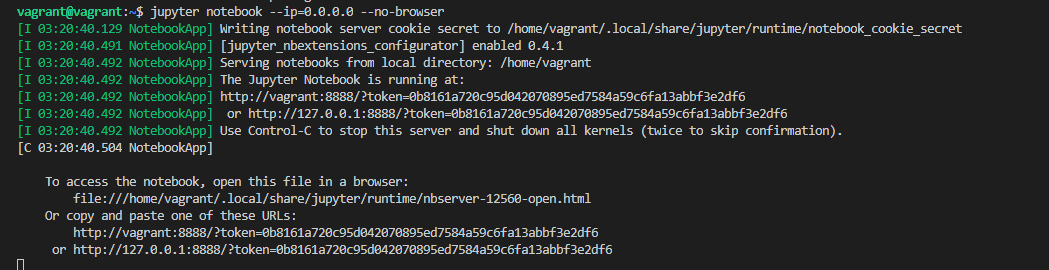 vagrant@vagrant:~$ jupyter notebook --ip=0.0.0.0 --no-browser
[I 03:20:40.129 NotebookApp] Writing notebook server cookie secret to /home/vagrant/.local/share/jupyter/runtime/notebook_cookie_secret
[I 03:20:40.491 NotebookApp] [jupyter_nbextensions_configurator] enabled 0.4.1
[I 03:20:40.492 NotebookApp] Serving notebooks from local directory: /home/vagrant
[I 03:20:40.492 NotebookApp] The Jupyter Notebook is running at:
[I 03:20:40.492 NotebookApp] http://vagrant:8888/?token=0b8161a720c95d042070895ed7584a59c6fa13abbf3e2df6
[I 03:20:40.492 NotebookApp]  or http://127.0.0.1:8888/?token=0b8161a720c95d042070895ed7584a59c6fa13abbf3e2df6
[I 03:20:40.492 NotebookApp] Use Control-C to stop this server and shut down all kernels (twice to skip confirmation).
[C 03:20:40.504 NotebookApp]
To access the notebook, open this file in a browser:
file:///home/vagrant/.local/share/jupyter/runtime/nbserver-12560-open.html
Or copy and paste one of these URLs:
http://vagrant:8888/?token=0b8161a720c95d042070895ed7584a59c6fa13abbf3e2df6
or http://127.0.0.1:8888/?token=0b8161a720c95d042070895ed7584a59c6fa13abbf3e2df6